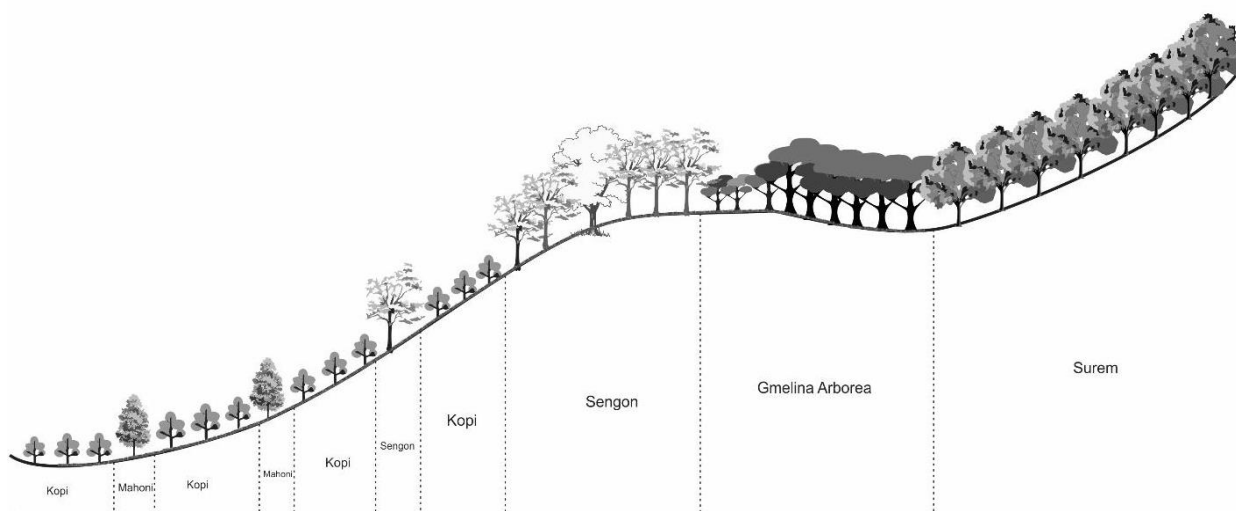 Kopi
Mahoni
Kopi
Mahoni
Kopi
Sengon
Kopi
Sengon
Gmelina Arborea
Surem